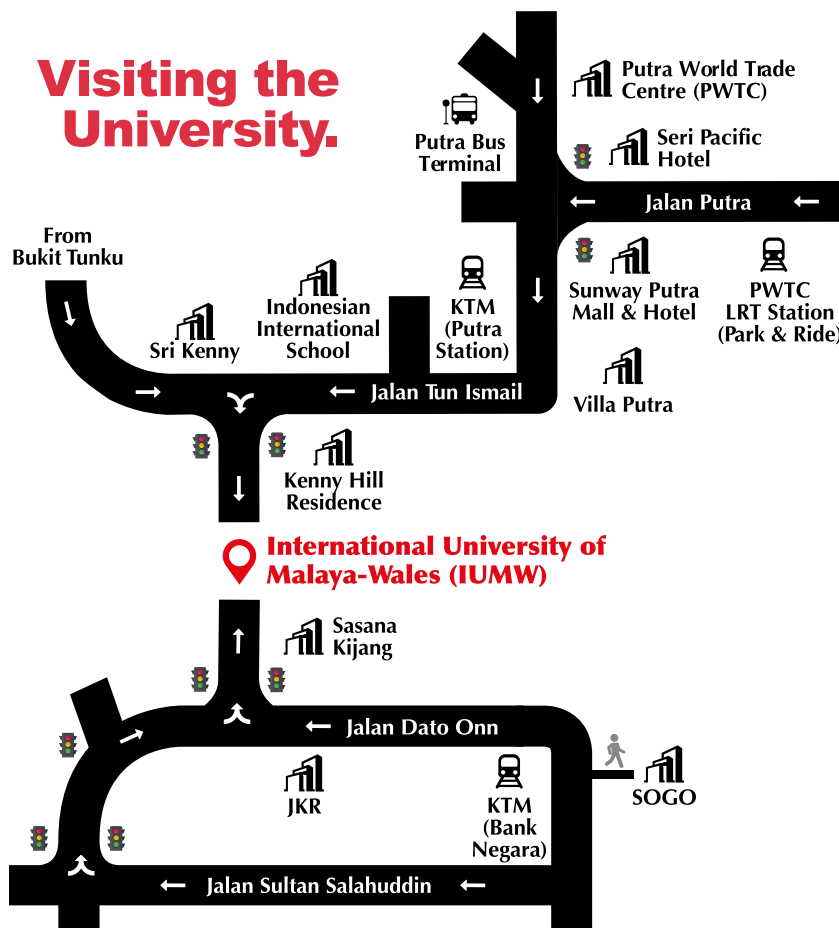 Visiting the
University.
Putra World Trade
Centre (PWTC)
Putra Bus
Terminal
Seri Pacific
Hotel
Jalan Putra
From
Bukit Tunku
Sri Kenny
Indonesian
International
School
KTM
(Putra
Station)
Sunway Putra
Mall & Hotel
PWTC
LRT Station
(Park & Ride)
Jalan Tun Ismail
Villa Putra
Kenny Hill
Residence
International University of
Malaya-Wales (IUMW)
Sasana
Kijang
Jalan Dato Onn
JKR
KTM
(Bank
Negara)
SOGO
Jalan Sultan Salahuddin